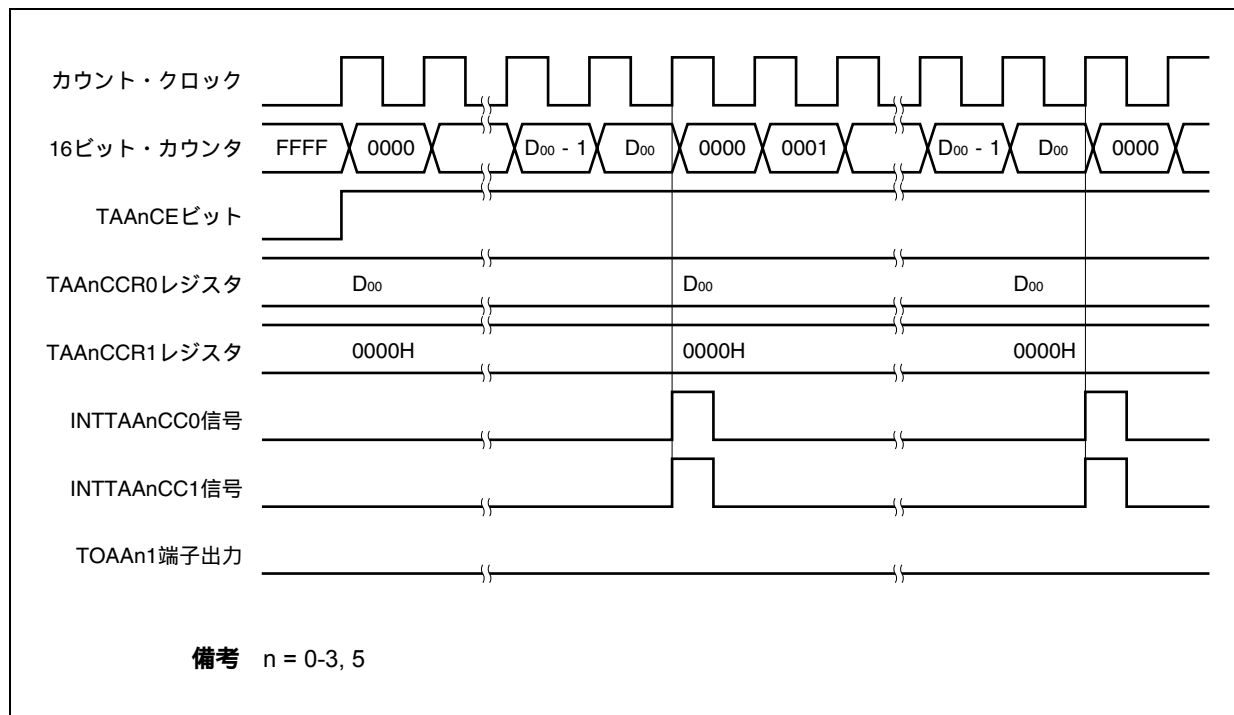 カウント・クロック
16ビット・カウンタ FFFF 0000 D00 - 1 D00 0000 0001 D00 - 1 D00 0000
TAAnCEビット
TAAnCCR0レジスタ D00 D00 D00
TAAnCCR1レジスタ 0000H 0000H 0000H
INTTAAnCC0信号
INTTAAnCC1信号
TOAAn1端子出力
備考 n = 0-3, 5